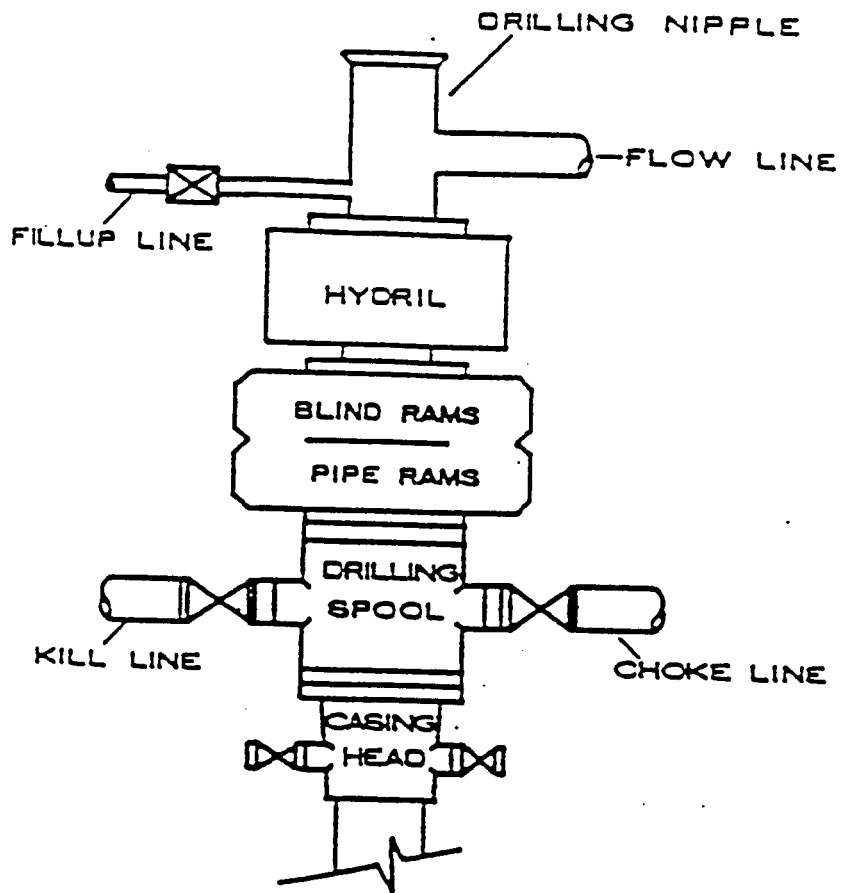 DRILLING NIPPLE
FLOW LINE
FILLUP LINE
HYDRIL
BLIND RAMS
PIPE RAMS
DRILLING
SPOOL
KILL LINE
CHOKE LINE
CASING
HEAD